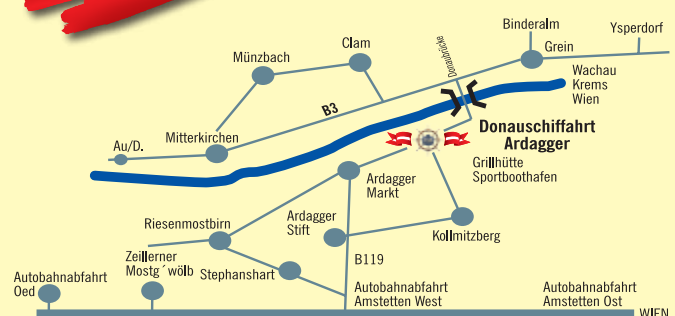 Binderalm
Ysperdorf
Clam
Donaubrücke
Grein
Münzbach
Wachau
Krems
Wien
B3
Mitterkirchen
Au/D.
Donauschiffahrt
Ardagger
Grillhütte
Sportboothafen
Ardagger
Markt
Riesenmostbirn
Ardagger
Stift
Kollmitzberg
Zeillerner
Mostg´wölb
Stephanshart
B119
Autobahnabfahrt
Oed
Autobahnabfahrt
Amstetten West
Autobahnabfahrt
Amstetten Ost
WIEN